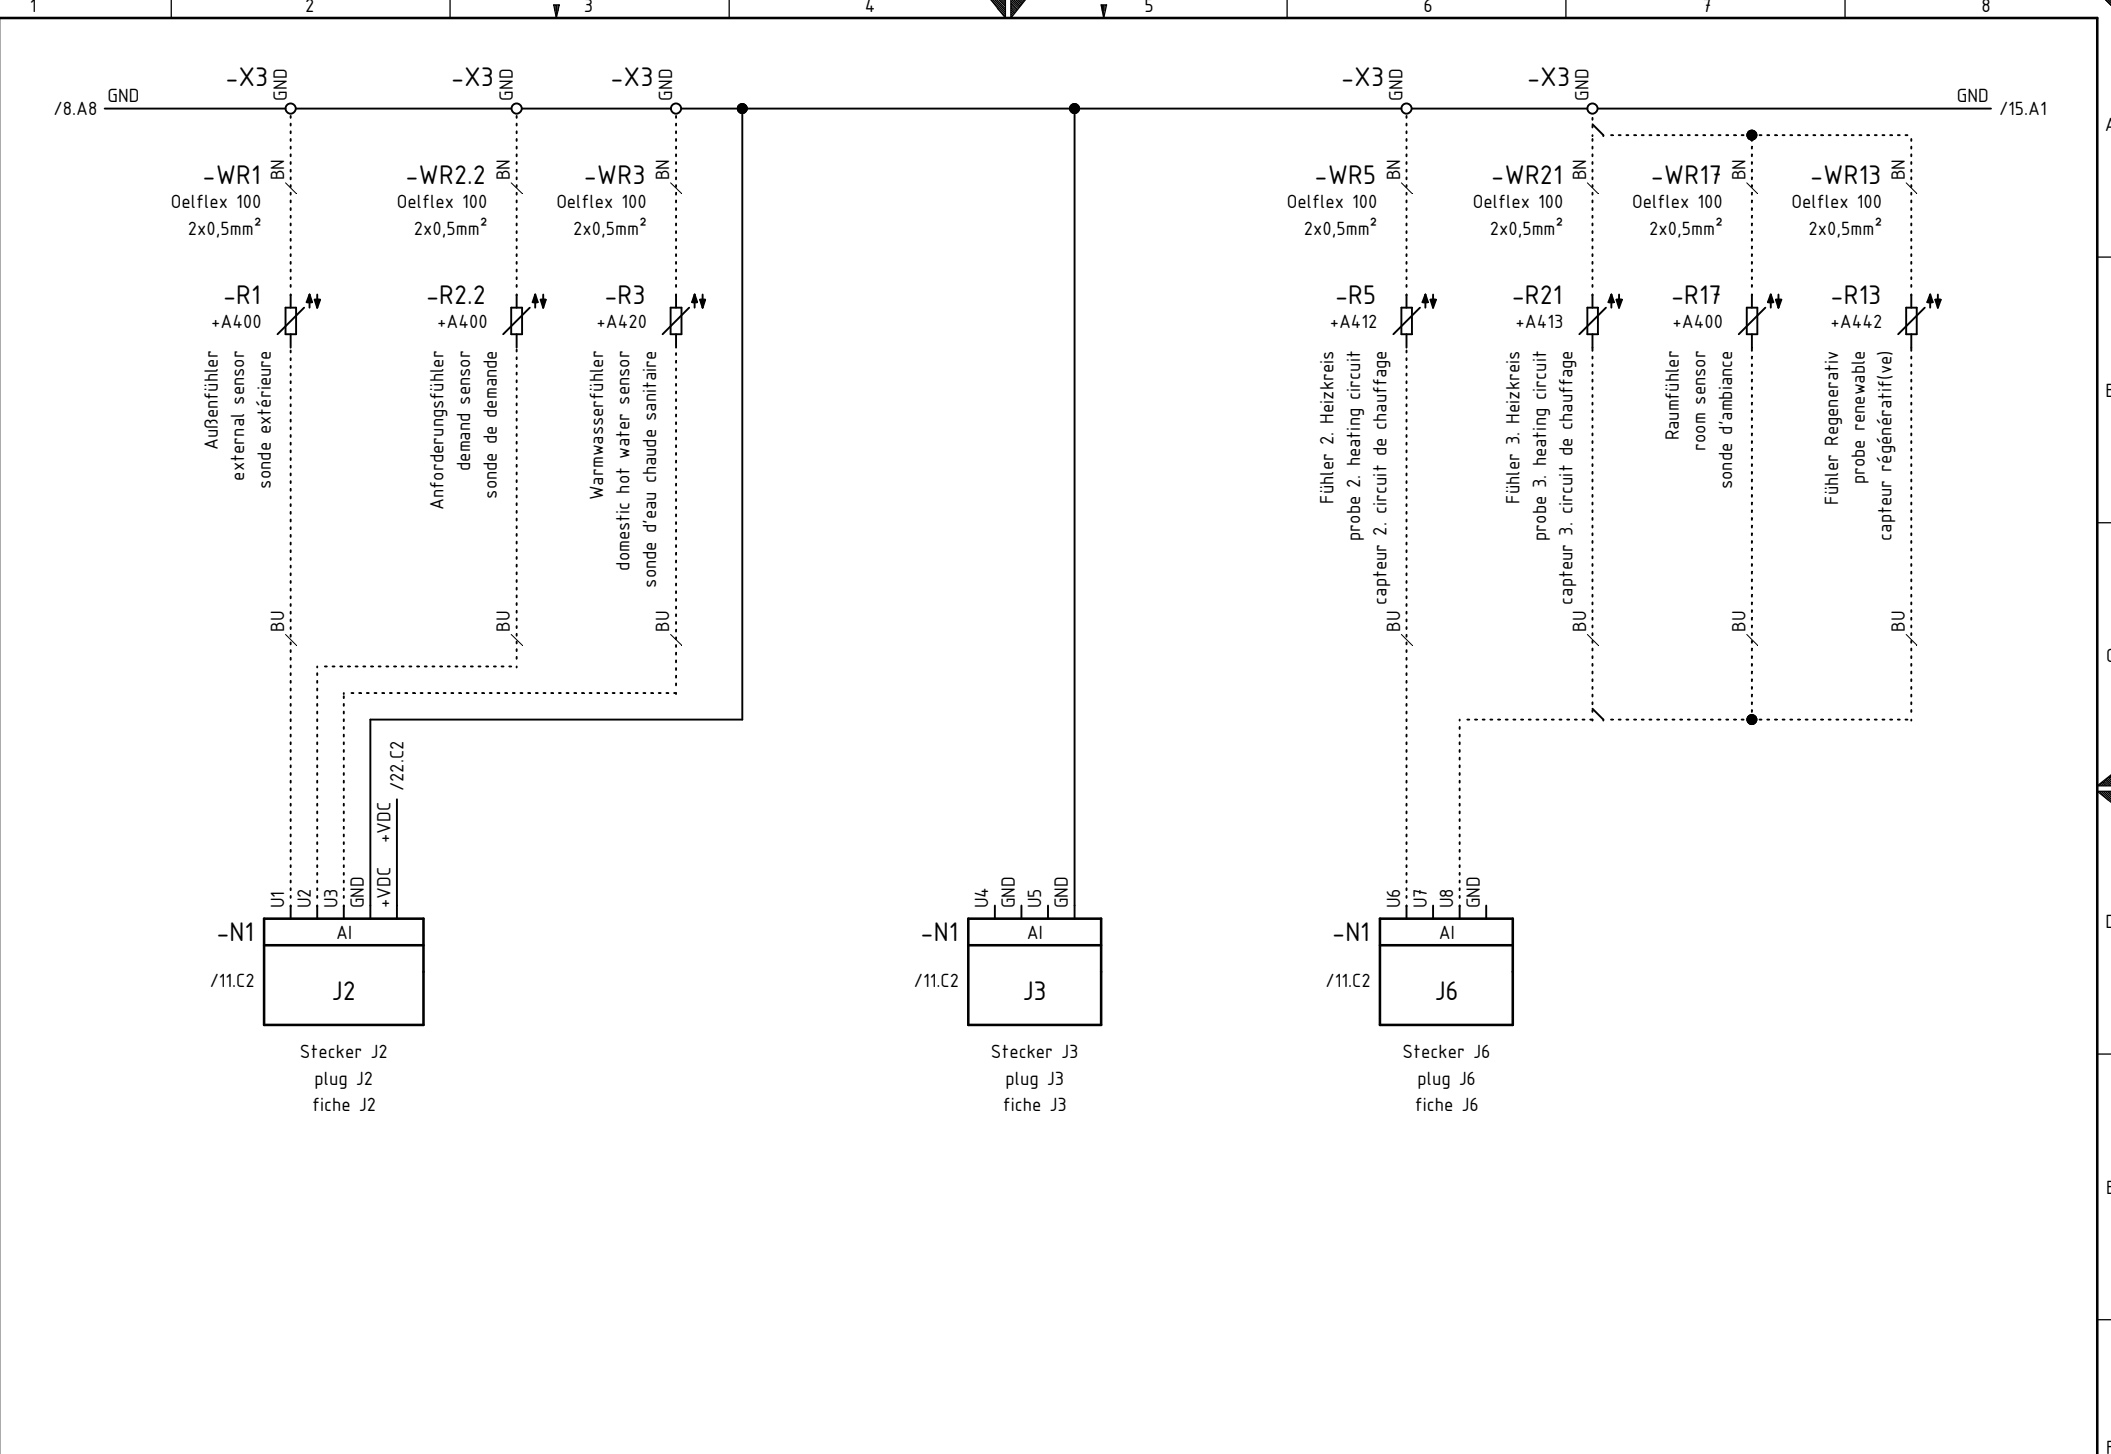 1 2 3 4 5 6 7 8
-X3 GND
-X3 GND
-X3 GND
-X3 GND
-X3 GND
/8.A8 GND
GND /15.A1
A
-WR1 BN
Oelflex 100
2x0,5mm²
-WR2.2 BN
Oelflex 100
2x0,5mm²
-WR3 BN
Oelflex 100
2x0,5mm²
-WR5 BN
Oelflex 100
2x0,5mm²
-WR21 BN
Oelflex 100
2x0,5mm²
-WR17 BN
Oelflex 100
2x0,5mm²
-WR13 BN
Oelflex 100
2x0,5mm²
-R1
+A400
Außenfühler
external sensor
sonde extérieure
-R2.2
+A400
Anforderungsfühler
demand sensor
sonde de demande
-R3
+A420
Warmwasserfühler
domestic hot water sensor
sonde d'eau chaude sanitaire
-R5
+A412
Fühler 2. Heizkreis
probe 2. heating circuit
capteur 2. circuit de chauffage
-R21
+A413
Fühler 3. Heizkreis
probe 3. heating circuit
capteur 3. circuit de chauffage
-R17
+A400
Raumfühler
room sensor
sonde d'ambiance
-R13
+A442
Fühler Regenerativ
probe renewable
capteur régénératif(ve)
BU
BU
BU
BU
BU
BU
BU
/22.C2
+VDC
U1 U2 U3 GND +VDC
-N1 AI
/11.C2 J2
Stecker J2
plug J2
fiche J2
U4 GND U5 GND
-N1 AI
/11.C2 J3
Stecker J3
plug J3
fiche J3
U6 U7 U8 GND
-N1 AI
/11.C2 J6
Stecker J6
plug J6
fiche J6